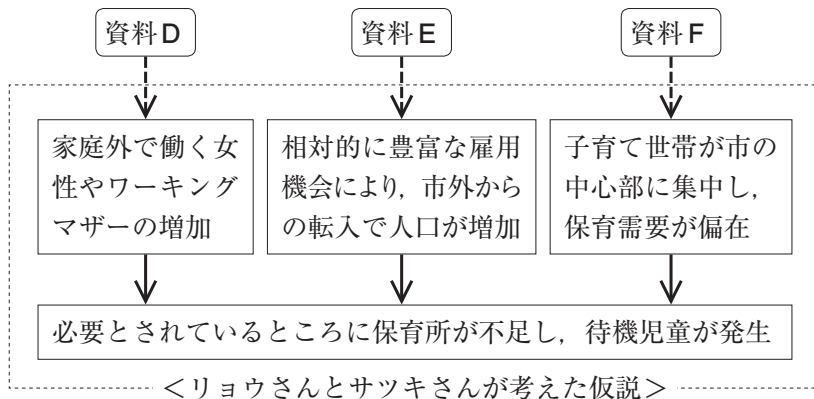 資料D
資料E
資料F
家庭外で働く女
性やワーキング
マザーの増加
相対的に豊富な雇用
機会により，市外から
の転入で人口が増加
子育て世帯が市の
中心部に集中し，
保育需要が偏在
必要とされているところに保育所が不足し，待機児童が発生
＜リョウさんとサツキさんが考えた仮説＞